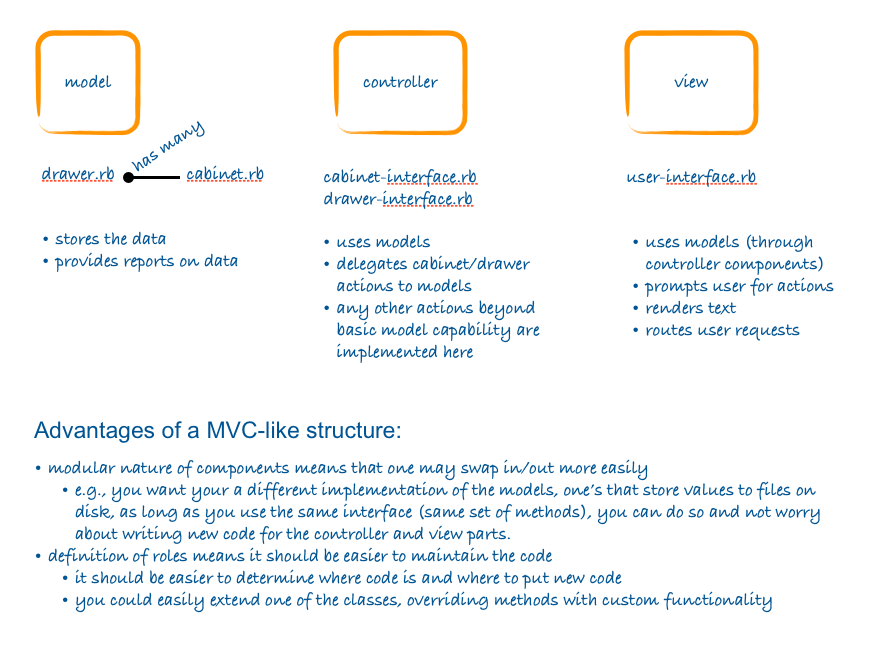 model
controller
view
has many
drawer.rb
cabinet.rb
• stores the data
• provides reports on data
cabinet-interface.rb
drawer-interface.rb
• uses models
• delegates cabinet/drawer
actions to models
• any other actions beyond
basic model capability are
implemented here
user-interface.rb
• uses models (through
controller components)
• prompts user for actions
• renders text
• routes user requests
Advantages of a MVC-like structure:
• modular nature of components means that one may swap in/out more easily
• e.g., you want your a different implementation of the models, one's that store values to files on
disk, as long as you use the same interface (same set of methods), you can do so and not worry
about writing new code for the controller and view parts.
• definition of roles means it should be easier to maintain the code
• it should be easier to determine where code is and where to put new code
• you could easily extend one of the classes, overriding methods with custom functionality